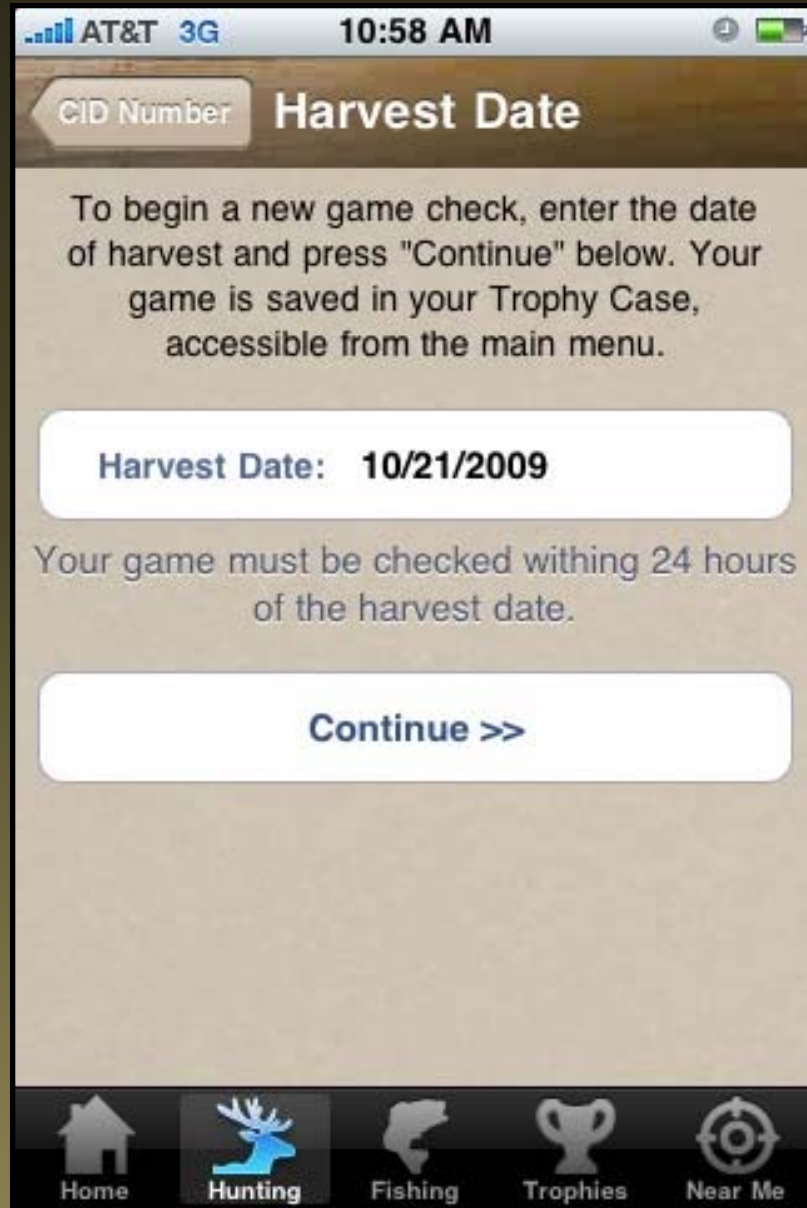 AT&T 3G 10:58 AM
CID Number Harvest Date
To begin a new game check, enter the date
of harvest and press "Continue" below. Your
game is saved in your Trophy Case,
accessible from the main menu.
Harvest Date: 10/21/2009
Your game must be checked withing 24 hours
of the harvest date.
Continue >>
Home Hunting Fishing Trophies Near Me